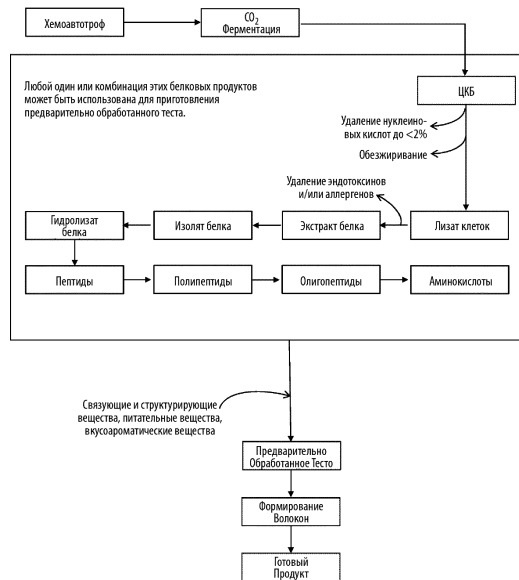 Хемоавтотроф
CO2
Ферментация
Любой один или комбинация этих белковых продуктов
может быть использована для приготовления
предварительно обработанного теста.
ЦКБ
Удаление нуклеино-
вых кислот до <2%
Обезжиривание
Удаление эндотоксинов
и/или аллергенов
Гидролизат
белка
Изолят белка
Экстракт белка
Лизат клеток
Пептиды
Полипептиды
Олигопептиды
Аминокислоты
Связующие и структурирующие
вещества, питательные вещества,
вкусоароматические вещества
Предварительно
Обработанное Тесто
Формирование
Волокон
Готовый
Продукт